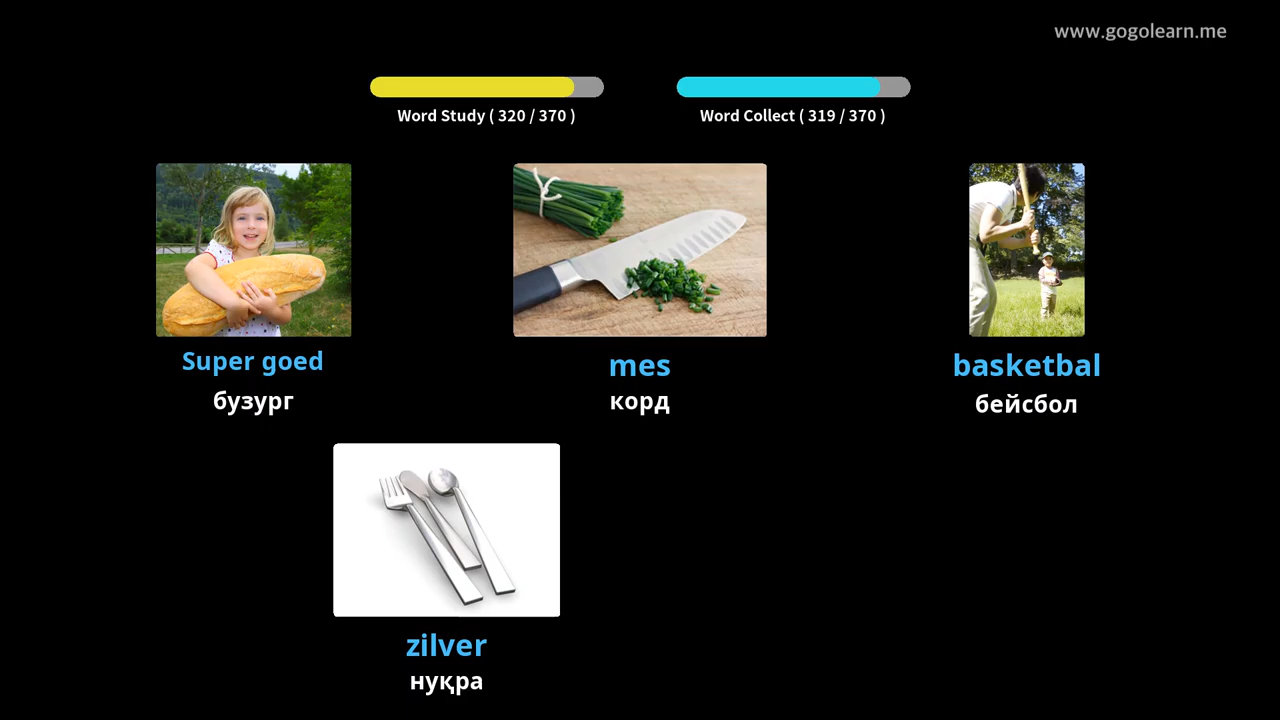 www.gogolearn.me
Word Study ( 320 / 370 )
Word Collect ( 319 / 370 )
Super goed
бузург
mes
корд
basketbal
бейсбол
zilver
нуқра